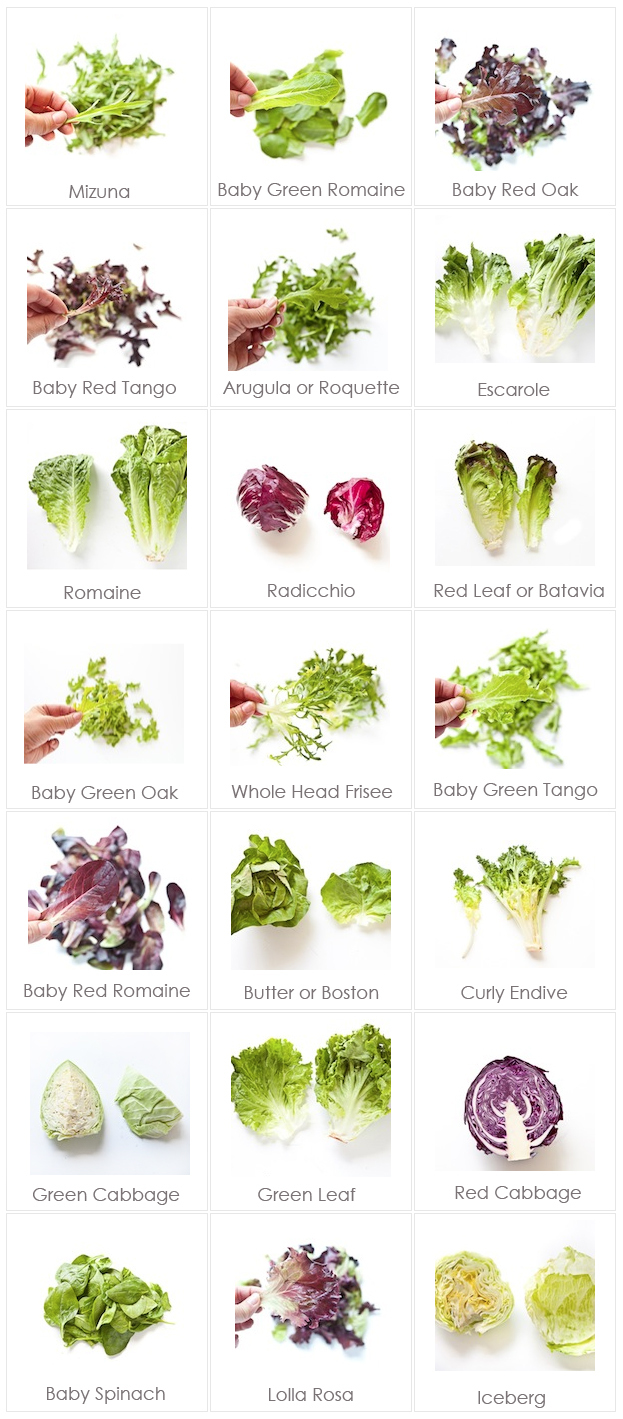 Mizuna
Baby Green Romaine
Baby Red Oak
Baby Red Tango
Arugula or Roquette
Escarole
Romaine
Radicchio
Red Leaf or Batavia
Baby Green Oak
Whole Head Frisee
Baby Green Tango
Baby Red Romaine
Butter or Boston
Curly Endive
Green Cabbage
Green Leaf
Red Cabbage
Baby Spinach
Lolla Rosa
Iceberg